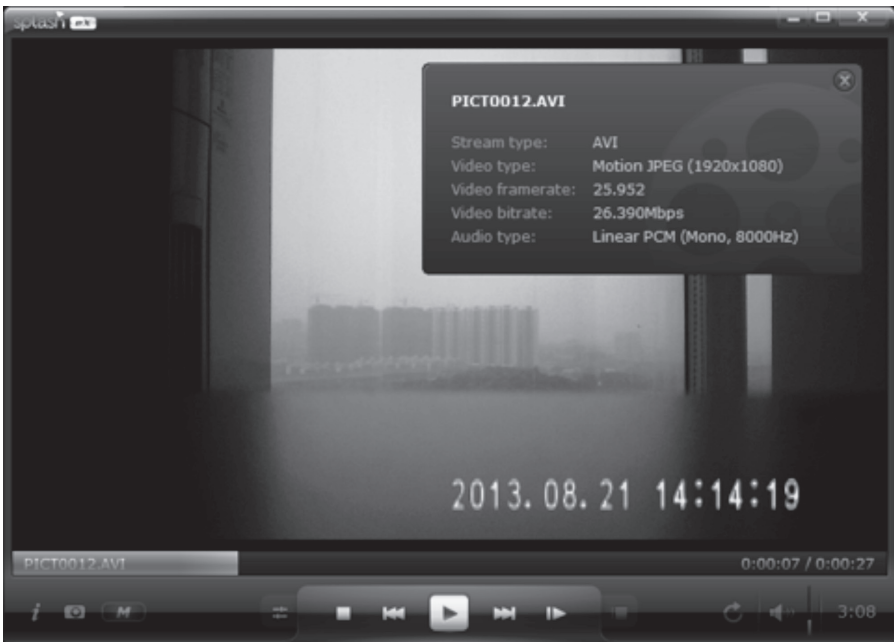 splash
PICT0012.AVI
Stream type: AVI
Video type: Motion JPEG (1920x1080)
Video framerate: 25.952
Video bitrate: 26.390Mbps
Audio type: Linear PCM (Mono, 8000Hz)
2013.08.21 14:14:19
PICT0012.AVI 0:00:07 / 0:00:27
i M 3:08